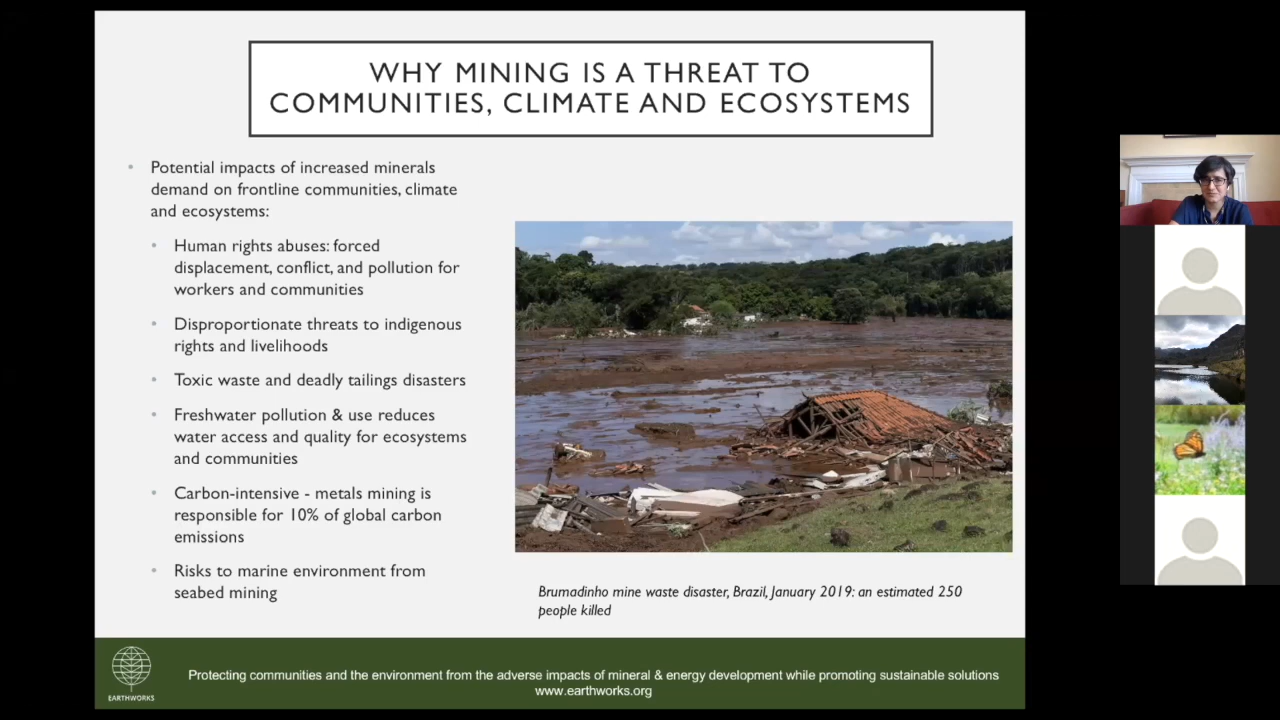 WHY MINING IS A THREAT TO
COMMUNITIES, CLIMATE AND ECOSYSTEMS
• Potential impacts of increased minerals
demand on frontline communities, climate
and ecosystems:
• Human rights abuses: forced
displacement, conflict, and pollution for
workers and communities
• Disproportionate threats to indigenous
rights and livelihoods
• Toxic waste and deadly tailings disasters
• Freshwater pollution & use reduces
water access and quality for ecosystems
and communities
• Carbon-intensive - metals mining is
responsible for 10% of global carbon
emissions
• Risks to marine environment from
seabed mining
Brumadinho mine waste disaster, Brazil, January 2019: an estimated 250
people killed
EARTHWORKS
Protecting communities and the environment from the adverse impacts of mineral & energy development while promoting sustainable solutions
www.earthworks.org